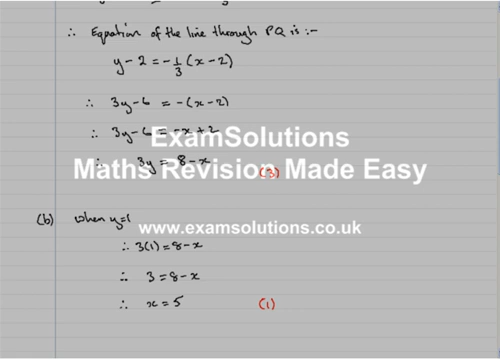 ∴ Equation of the line through PQ is :-
y - 2 = -1/3 (x - 2)
∴ 3y - 6 = -(x - 2)
∴ 3y - 6 = -x + 2
ExamSolutions
∴ 3y = 8 - x
Maths Revision Made Easy
(3)
(b) When y = 1
www.examsolutions.co.uk
∴ 3(1) = 8 - x
∴ 3 = 8 - x
∴ x = 5 (1)